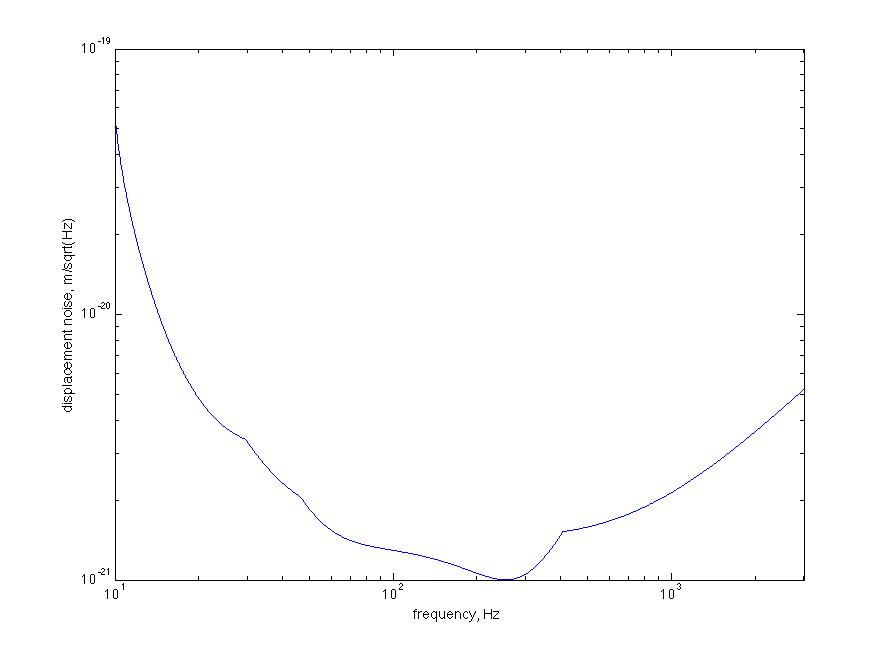 10^-19
10^-20
10^-21
displacement noise, m/sqrt(Hz)
10^1 10^2 10^3
frequency, Hz